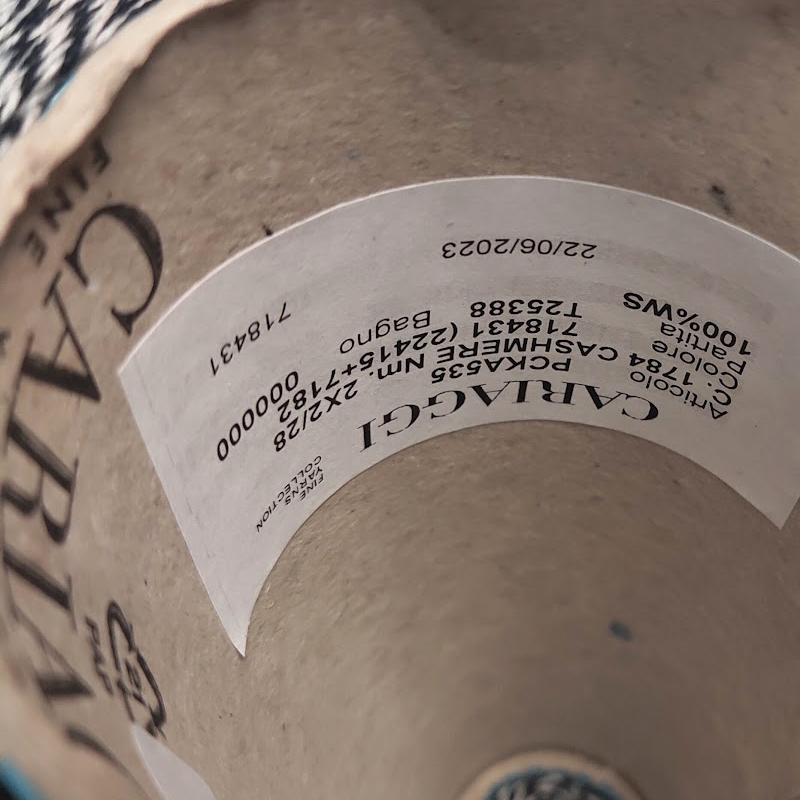 CARIAGGI
FINE
YARNS
COLLECTION
Articolo PCKA535 Nm. 2X2/28
C. 1784 CASHMERE
Colore 718431 (22415+7182
Partita T25388 Bagno 000000
100%WS
718431
22/06/2023
FINE
CARIA
PAP